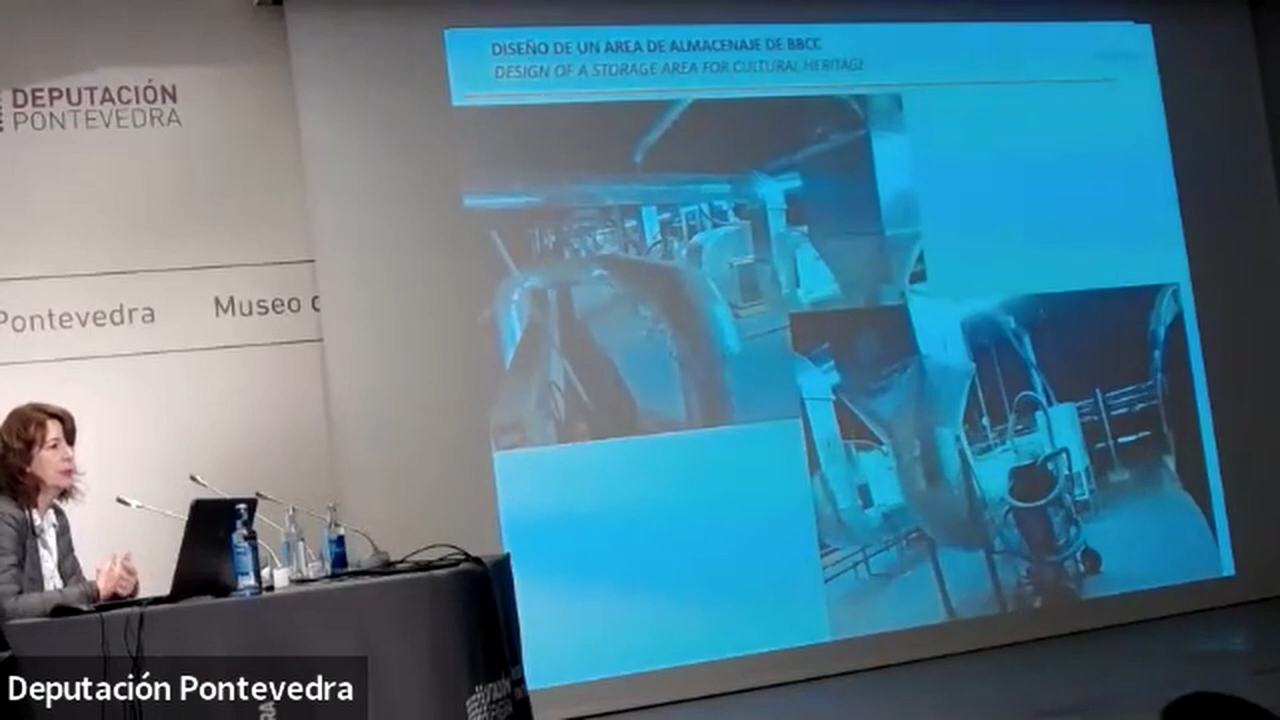 DEPUTACIÓN
PONTEVEDRA
Pontevedra Museo
DISEÑO DE UN AREA DE ALMACENAJE DE BBCC
DESIGN OF A STORAGE AREA FOR CULTURAL HERITAGE
Deputación Pontevedra